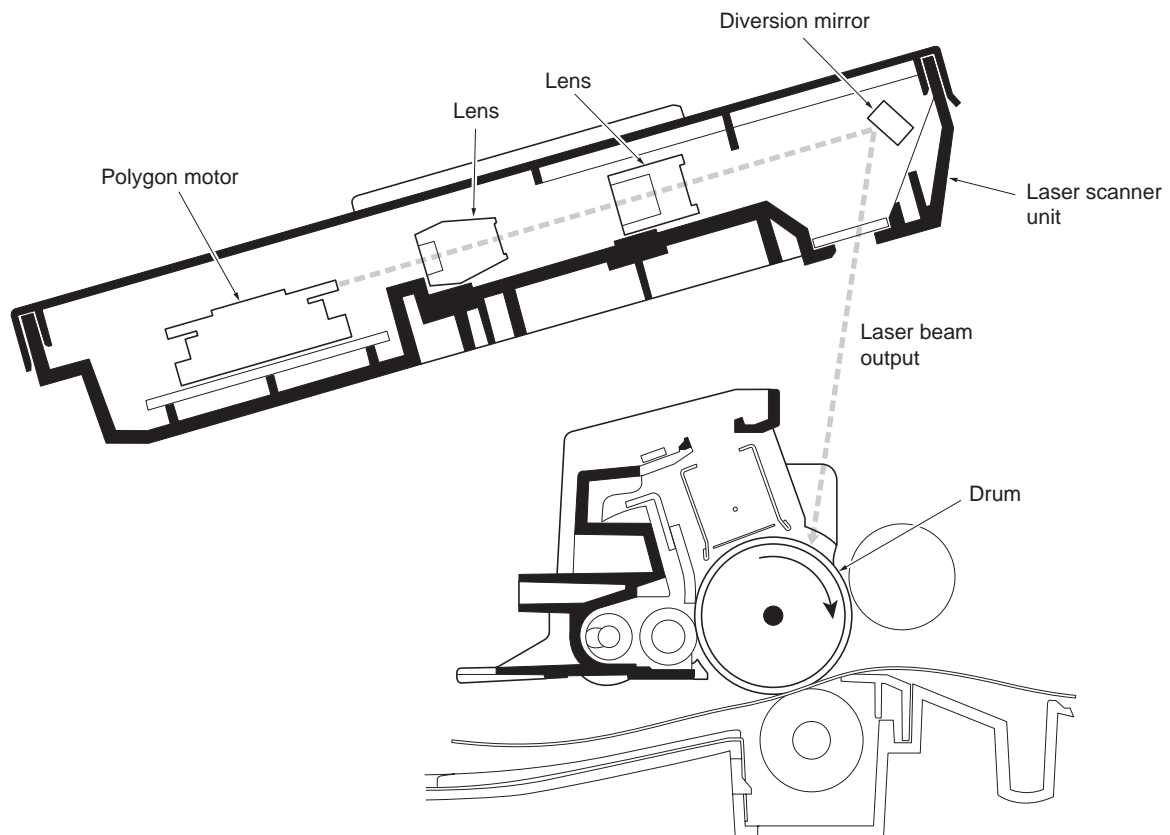 Diversion mirror
Lens
Lens
Polygon motor
Laser scanner
unit
Laser beam
output
Drum